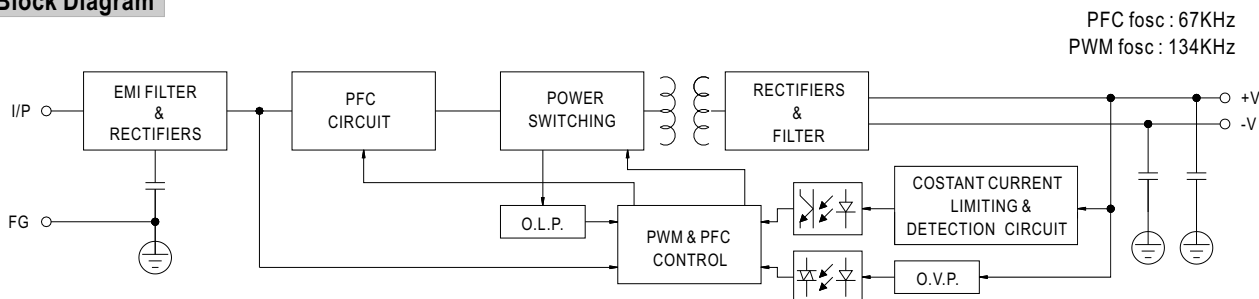 Block Diagram
PFC fosc : 67KHz
PWM fosc : 134KHz
I/P
EMI FILTER
&
RECTIFIERS
PFC
CIRCUIT
POWER
SWITCHING
RECTIFIERS
&
FILTER
+V
-V
FG
O.L.P.
PWM & PFC
CONTROL
COSTANT CURRENT
LIMITING &
DETECTION CIRCUIT
O.V.P.